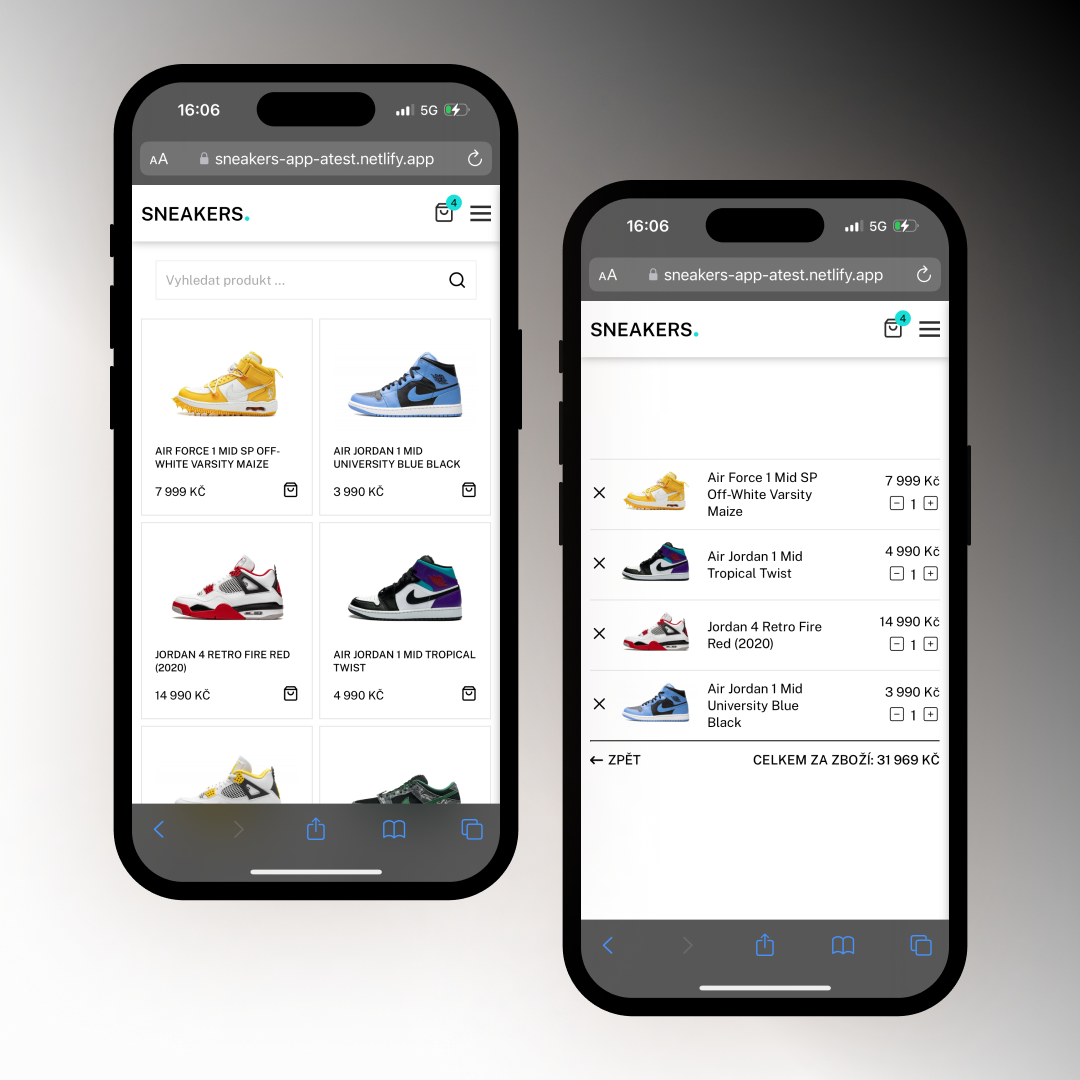 16:06
5G
AA
sneakers-app-atest.netlify.app
SNEAKERS.
4
Vyhledat produkt ...
AIR FORCE 1 MID SP OFF-
WHITE VARSITY MAIZE
7 999 KČ
AIR JORDAN 1 MID
UNIVERSITY BLUE BLACK
3 990 KČ
JORDAN 4 RETRO FIRE RED
(2020)
14 990 KČ
AIR JORDAN 1 MID TROPICAL
TWIST
4 990 KČ
16:06
5G
AA
sneakers-app-atest.netlify.app
SNEAKERS.
4
Air Force 1 Mid SP
Off-White Varsity
Maize
7 999 Kč
1
Air Jordan 1 Mid
Tropical Twist
4 990 Kč
1
Jordan 4 Retro Fire
Red (2020)
14 990 Kč
1
Air Jordan 1 Mid
University Blue
Black
3 990 Kč
1
← ZPĚT
CELKEM ZA ZBOŽÍ: 31 969 KČ